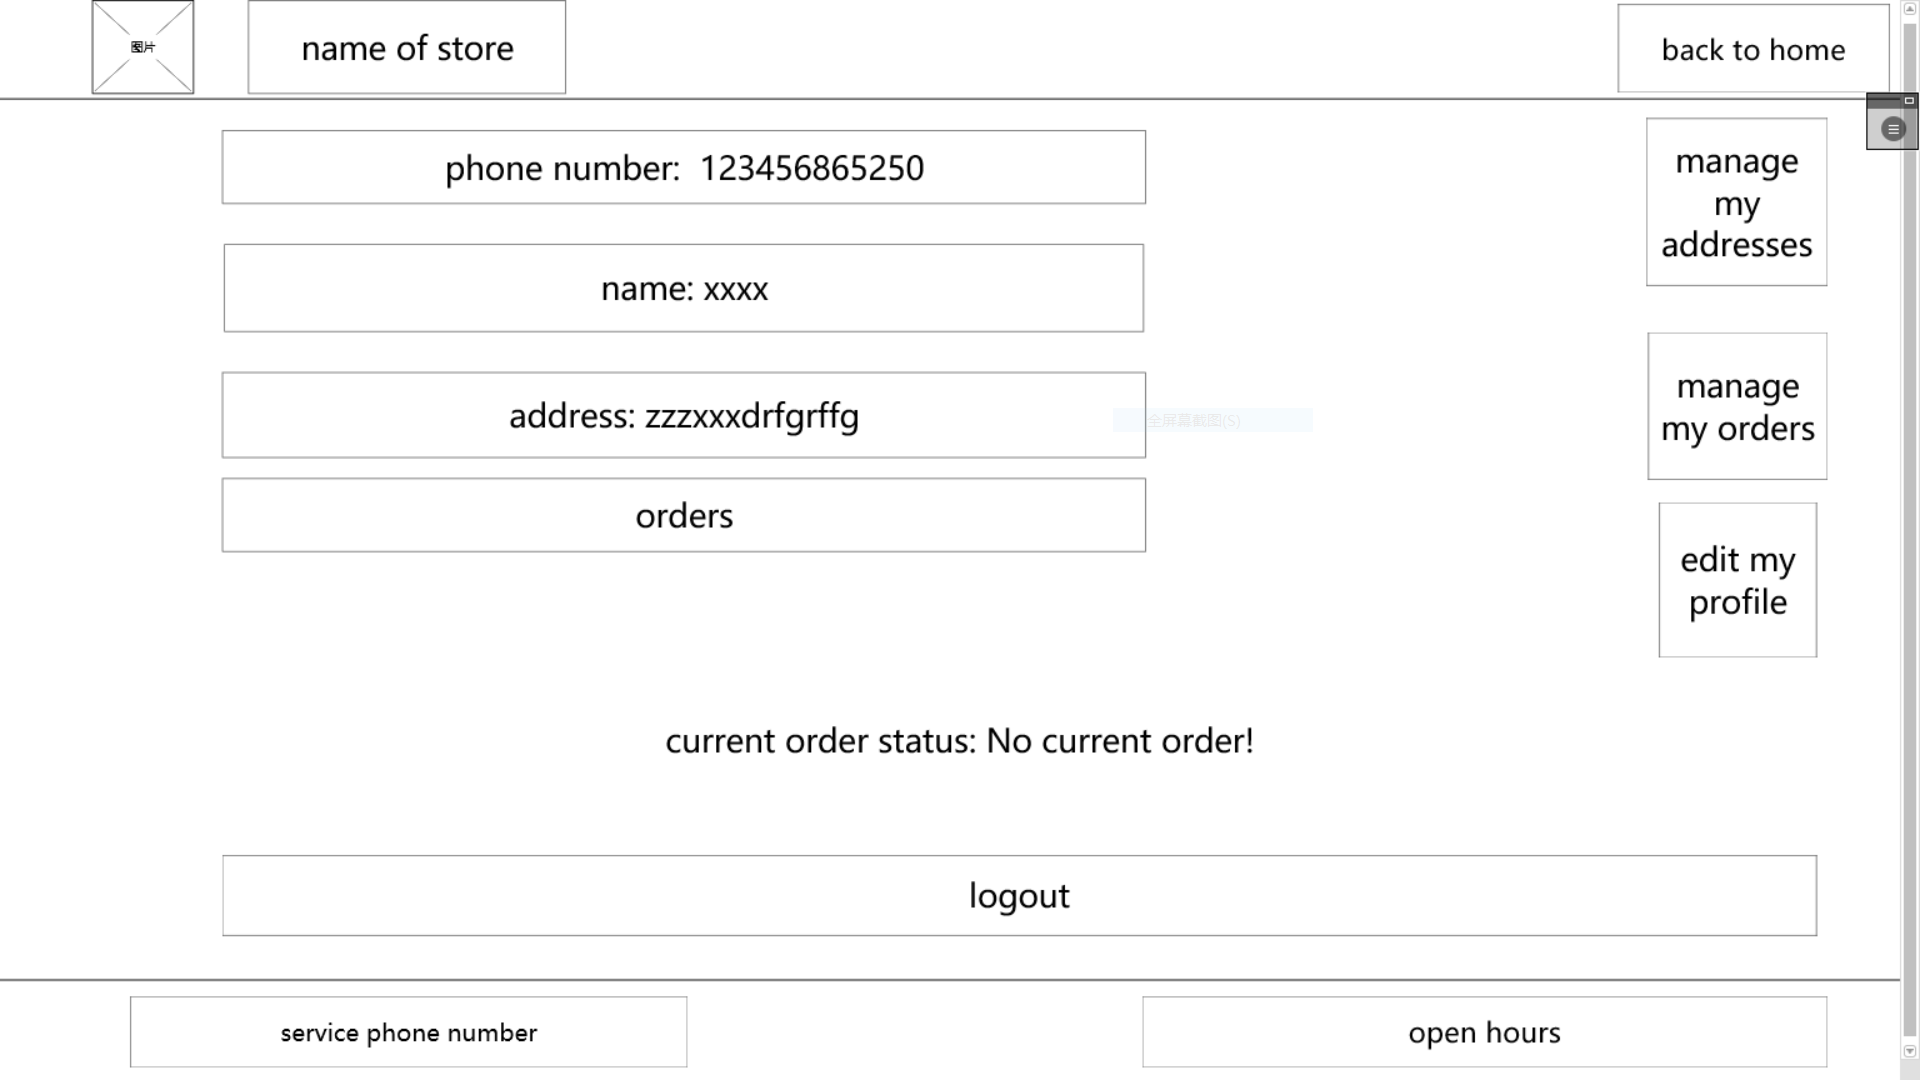 图片
name of store
back to home
phone number:  123456865250
manage
my
addresses
name: xxxx
address: zzzxxxdrfgrffg
全屏幕截图(S)
manage
my orders
orders
edit my
profile
current order status: No current order!
logout
service phone number
open hours